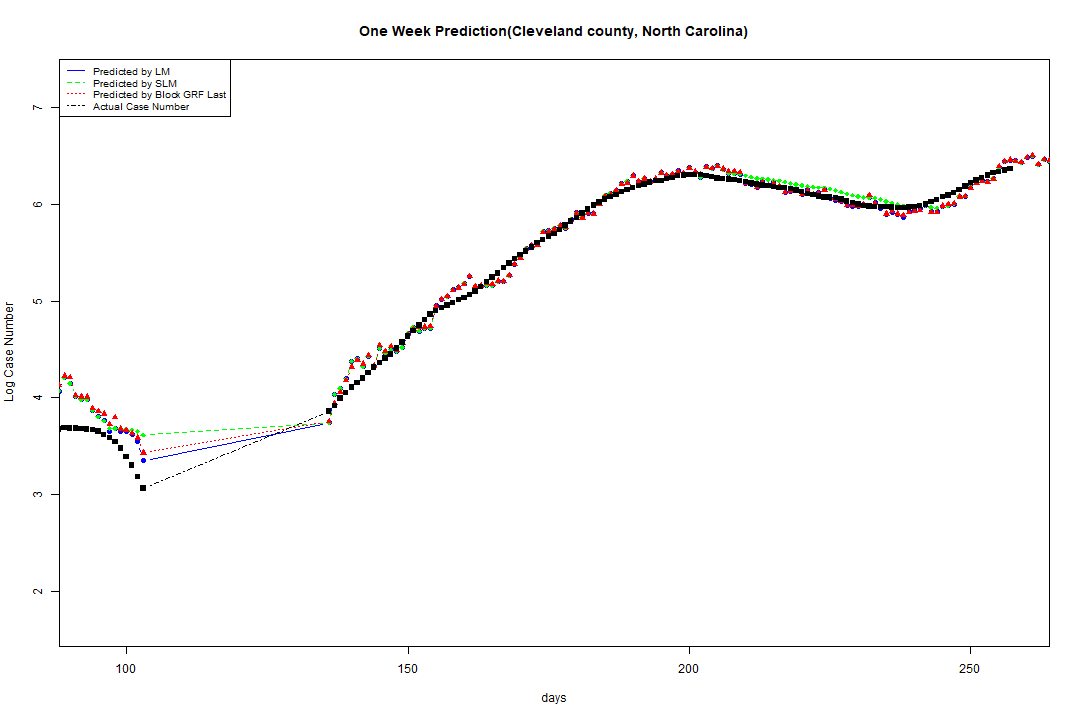 One Week Prediction(Cleveland county, North Carolina)
Predicted by LM
Predicted by SLM
Predicted by Block GRF Last
Actual Case Number
7
6
5
4
3
2
Log Case Number
100 150 200 250
days